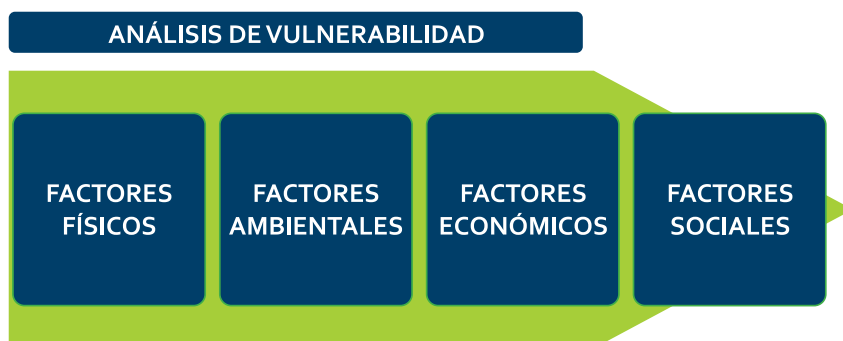 ANÁLISIS DE VULNERABILIDAD
FACTORES
FÍSICOS
FACTORES
AMBIENTALES
FACTORES
ECONÓMICOS
FACTORES
SOCIALES